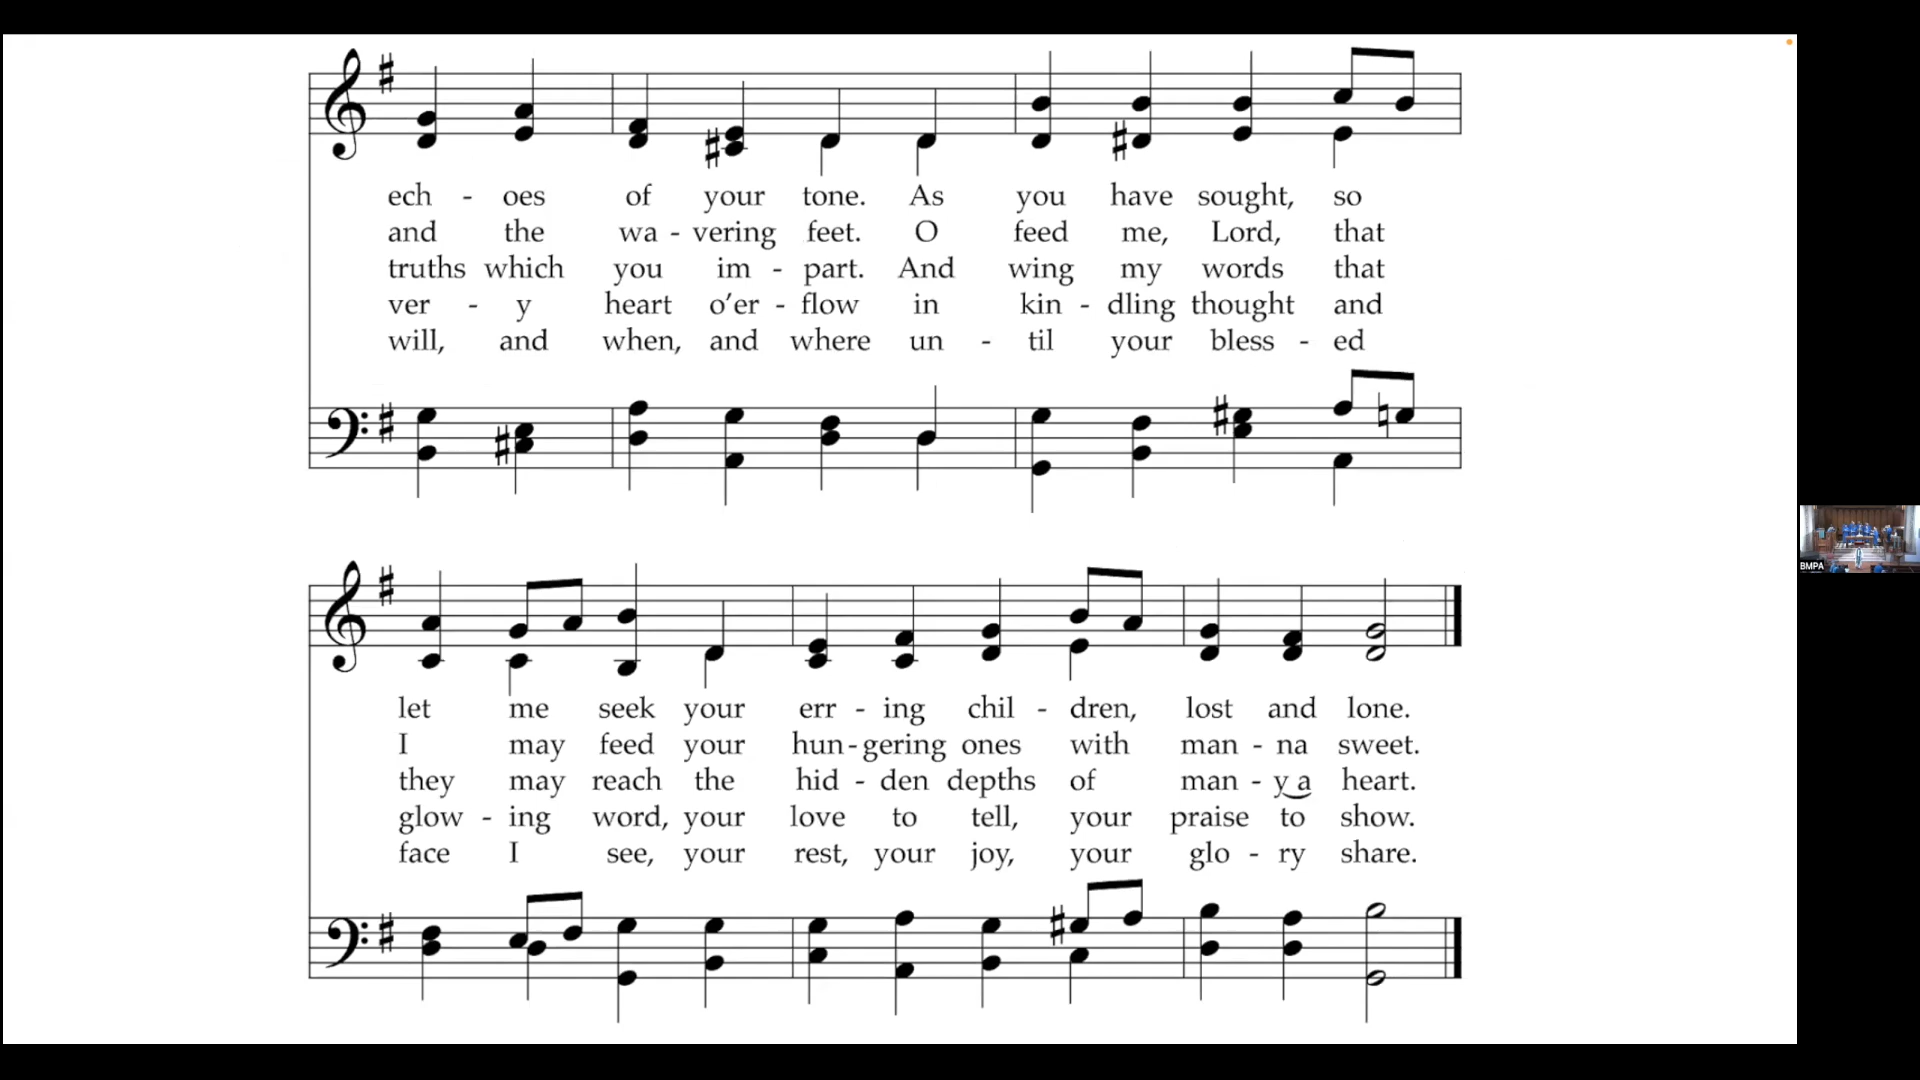 ech - oes of your tone. As you have sought, so
and the wa - vering feet. O feed me, Lord, that
truths which you im - part. And wing my words that
ver - y heart o'er - flow in kin - dling thought and
will, and when, and where un - til your bless - ed
let me seek your err - ing chil - dren, lost and lone.
I may feed your hun - gering ones with man - na sweet.
they may reach the hid - den depths of man - y a heart.
glow - ing word, your love to tell, your praise to show.
face I see, your rest, your joy, your glo - ry share.
BMPA